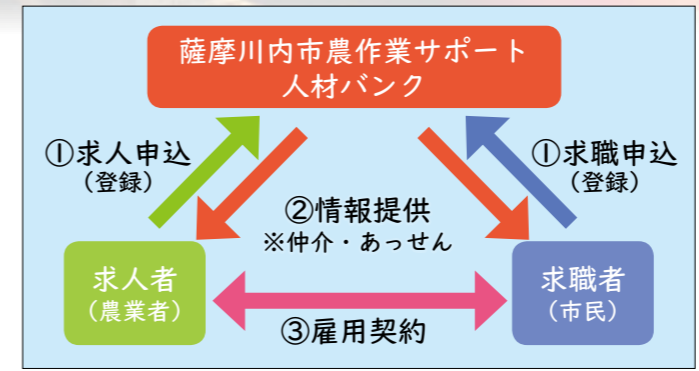 薩摩川内市農作業サポート
人材バンク
①求人申込
（登録）
①求職申込
（登録）
②情報提供
※仲介・あっせん
求人者
（農業者）
求職者
（市民）
③雇用契約